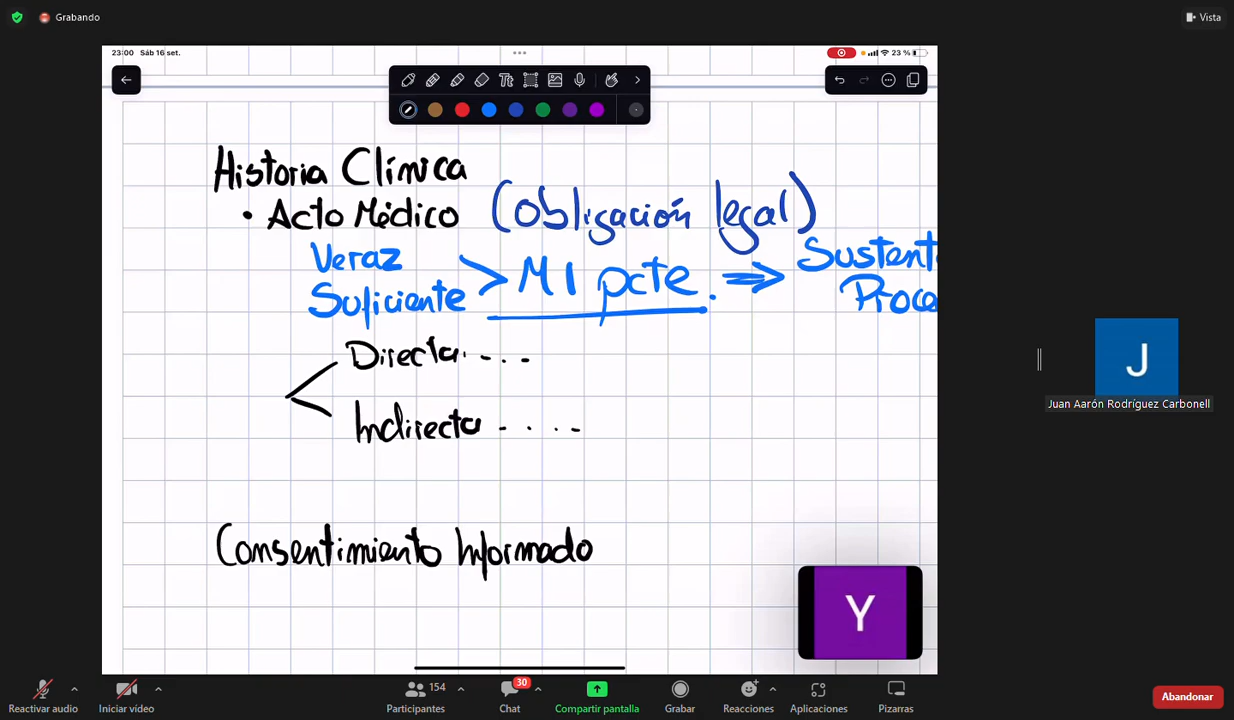 Grabando
Vista
23:00 Sáb 16 set.
23 %
Tt
Historia Clínica
• Acto Médico (Obligación legal)
Veraz
Suficiente > M I pcte. ⇒ Sustent
Proce
Directa. - . . .
Indirecta - . . . .
Consentimiento Informado
J
Juan Aarón Rodríguez Carbonell
Y
Reactivar audio
Iniciar vídeo
154
Participantes
30
Chat
Compartir pantalla
Grabar
Reacciones
Aplicaciones
Pizarras
Abandonar